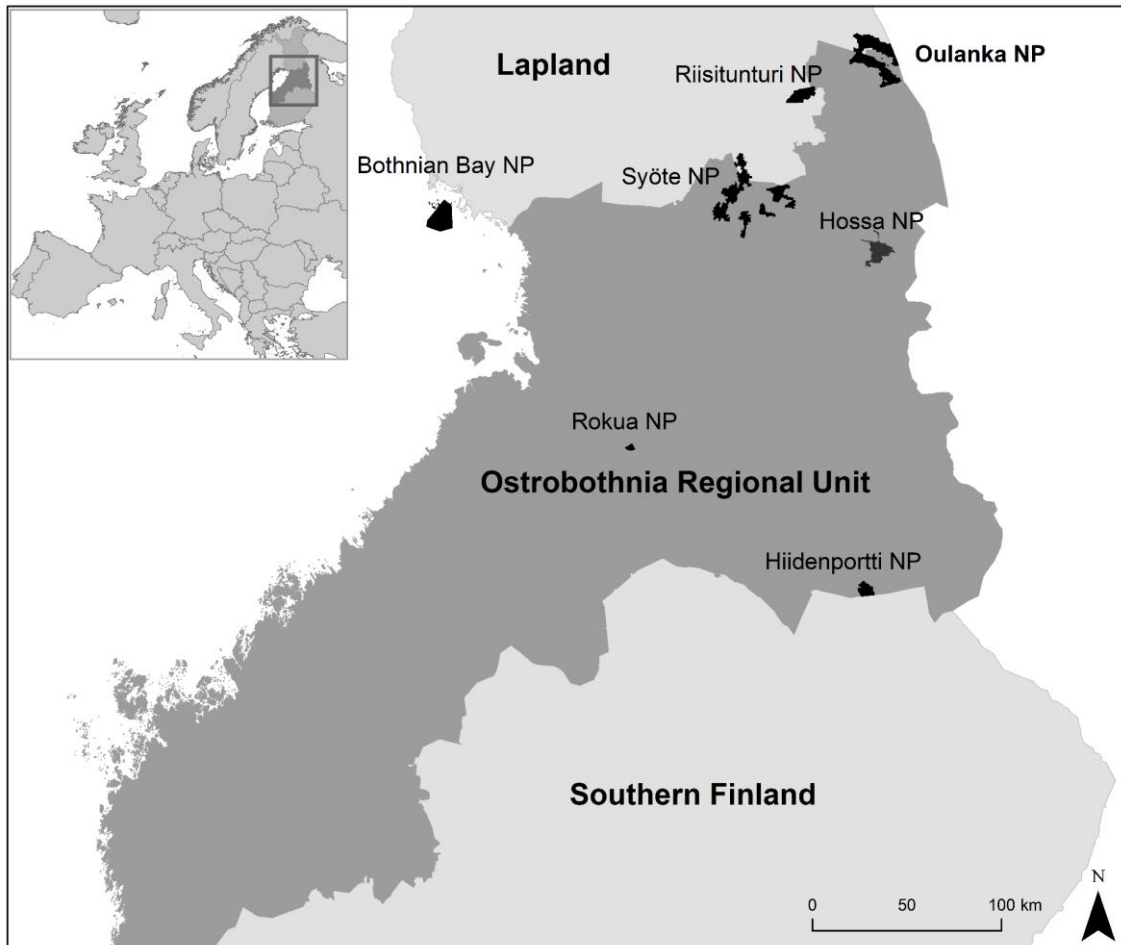 Oulanka NP
Lapland
Riisitunturi NP
Bothnian Bay NP
Syöte NP
Hossa NP
Rokua NP
Ostrobothnia Regional Unit
Hiidenportti NP
Southern Finland
N
0 50 100 km